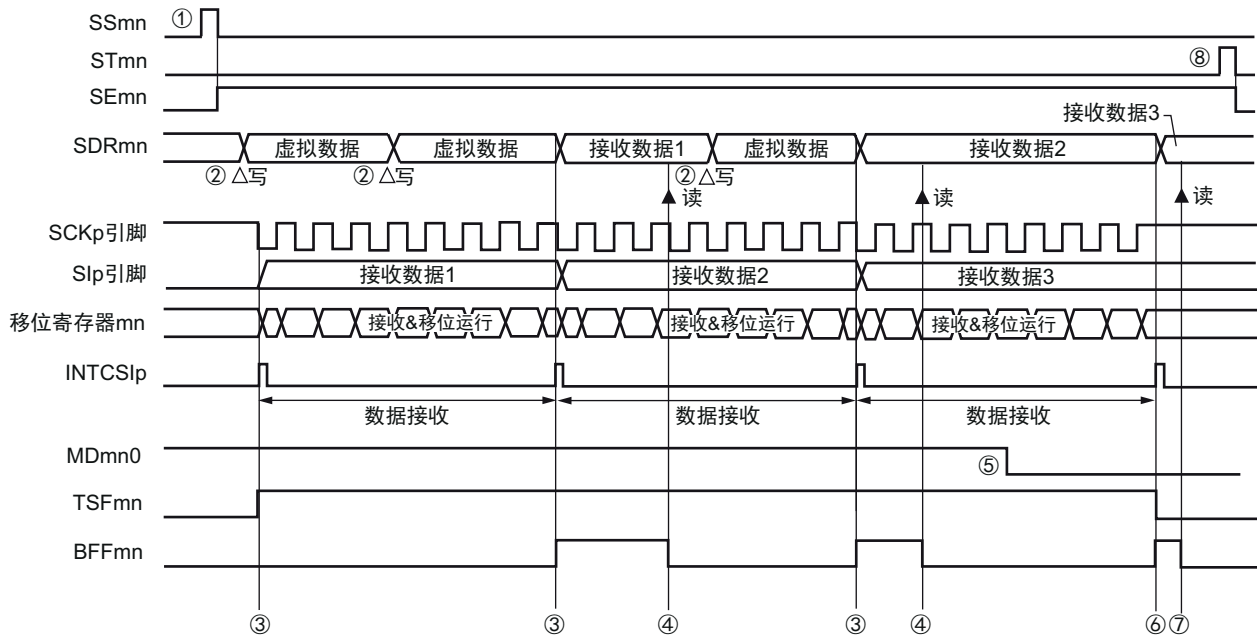 SSmn ①
STmn ⑧
SEmn
接收数据3
SDRmn 虚拟数据 虚拟数据 接收数据1 虚拟数据 接收数据2
② △写 ② △写 ② △写
▲ 读 ▲ 读 ▲ 读
SCKp引脚
SIp引脚 接收数据1 接收数据2 接收数据3
移位寄存器mn 接收&移位运行 接收&移位运行 接收&移位运行
INTCSIp
数据接收 数据接收 数据接收
MDmn0 ⑤
TSFmn
BFFmn
③ ③ ④ ③ ④ ⑥ ⑦